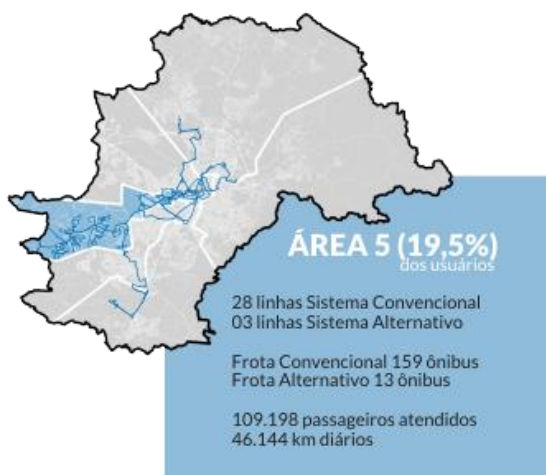 ÁREA 5 (19,5%)
dos usuários
28 linhas Sistema Convencional
03 linhas Sistema Alternativo
Frota Convencional 159 ônibus
Frota Alternativo 13 ônibus
109.198 passageiros atendidos
46.144 km diários